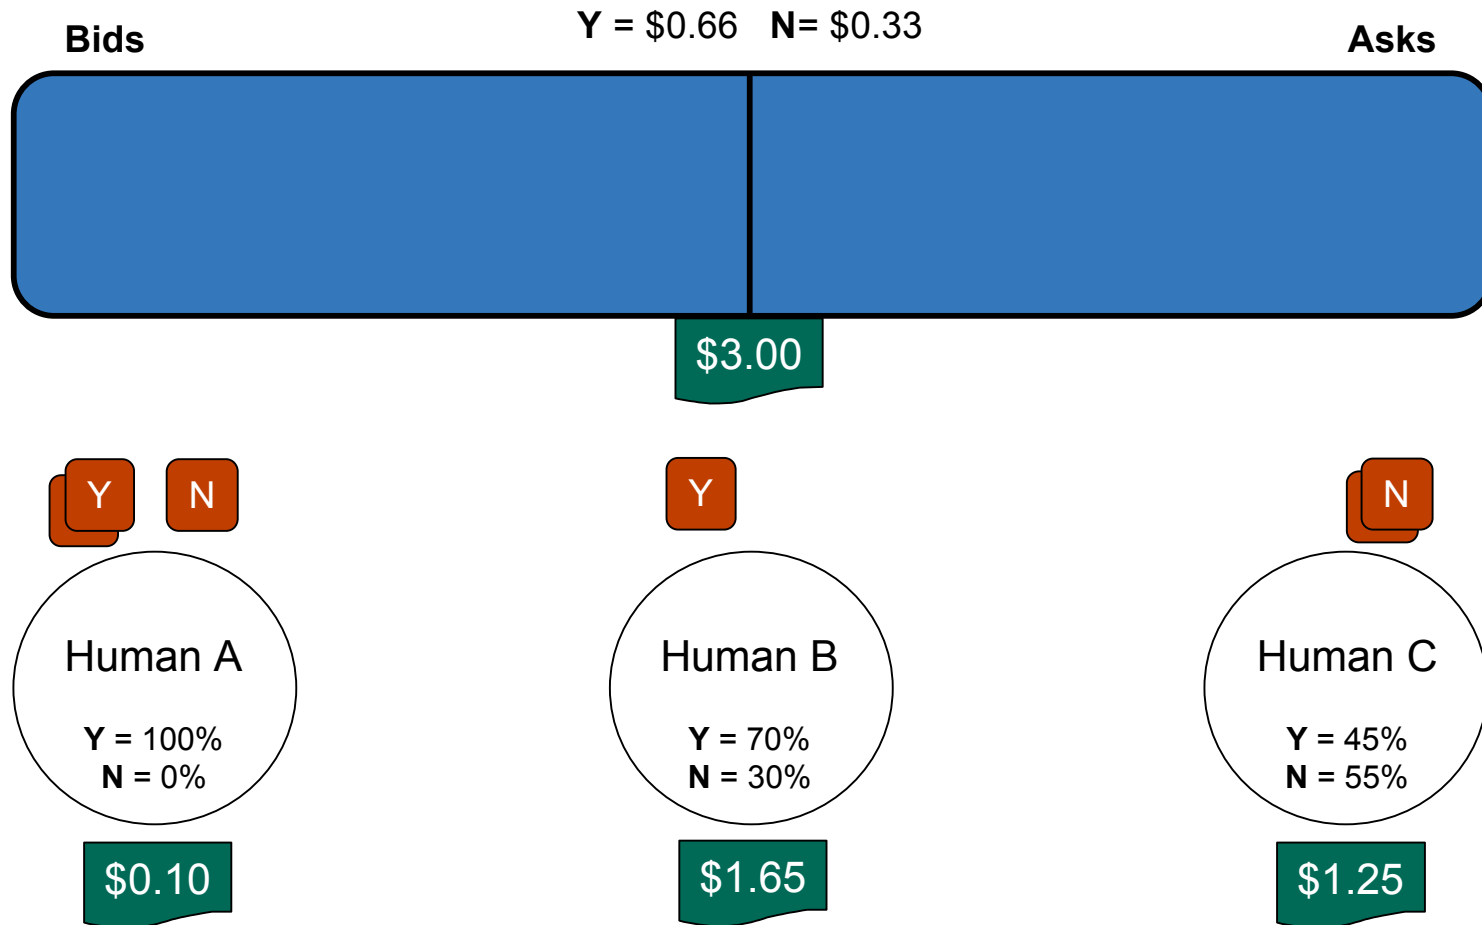 Bids
Y = $0.66 N= $0.33
Asks
$3.00
Y
N
Y
N
Human A
Y = 100%
N = 0%
Human B
Y = 70%
N = 30%
Human C
Y = 45%
N = 55%
$0.10
$1.65
$1.25